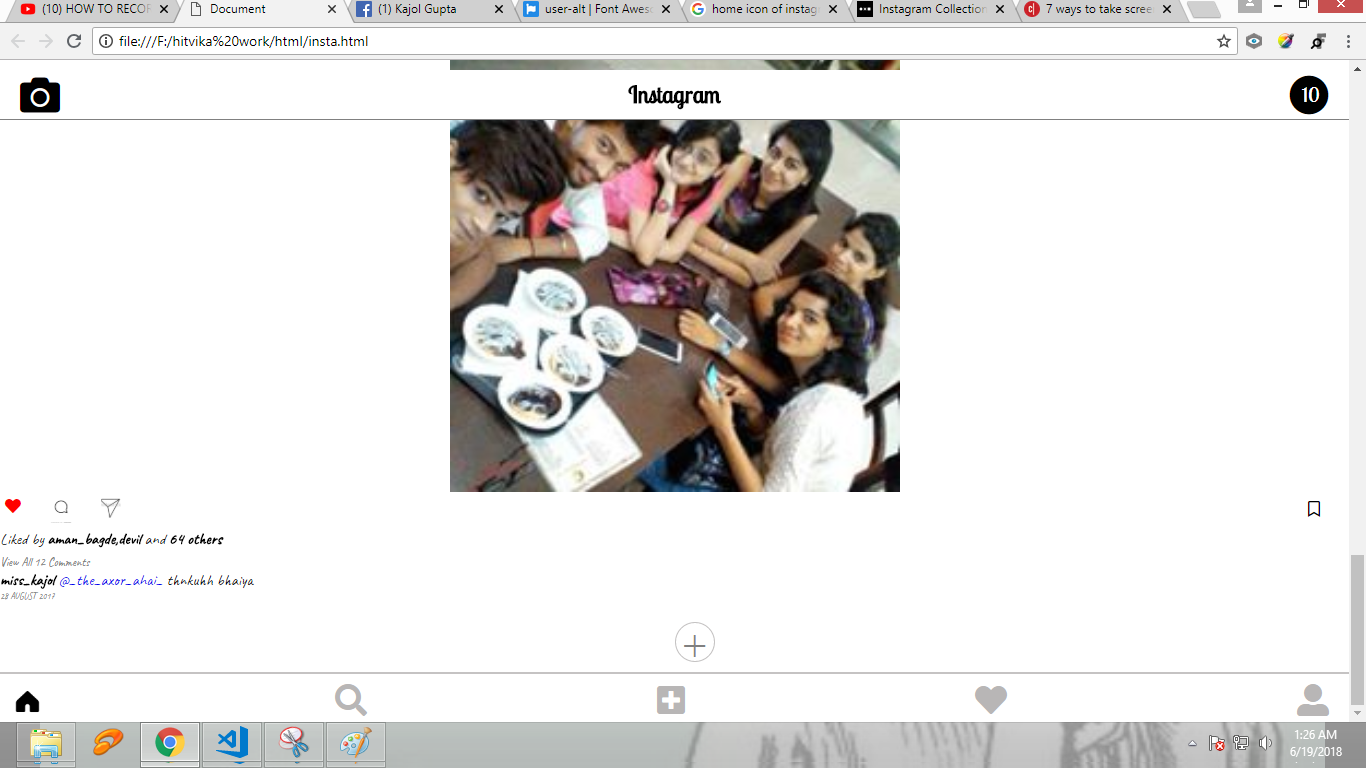 (10) HOW TO RECOR
Document
(1) Kajol Gupta
user-alt | Font Aweso
home icon of instag
Instagram Collection
7 ways to take scree
file:///F:/hitvika%20work/html/insta.html
Instagram
10
Liked by aman_bagde,devil and 64 others
View All 12 Comments
miss_kajol @_the_axor_ahai_ thnkuhh bhaiya
28 AUGUST 2017
1:26 AM
6/19/2018